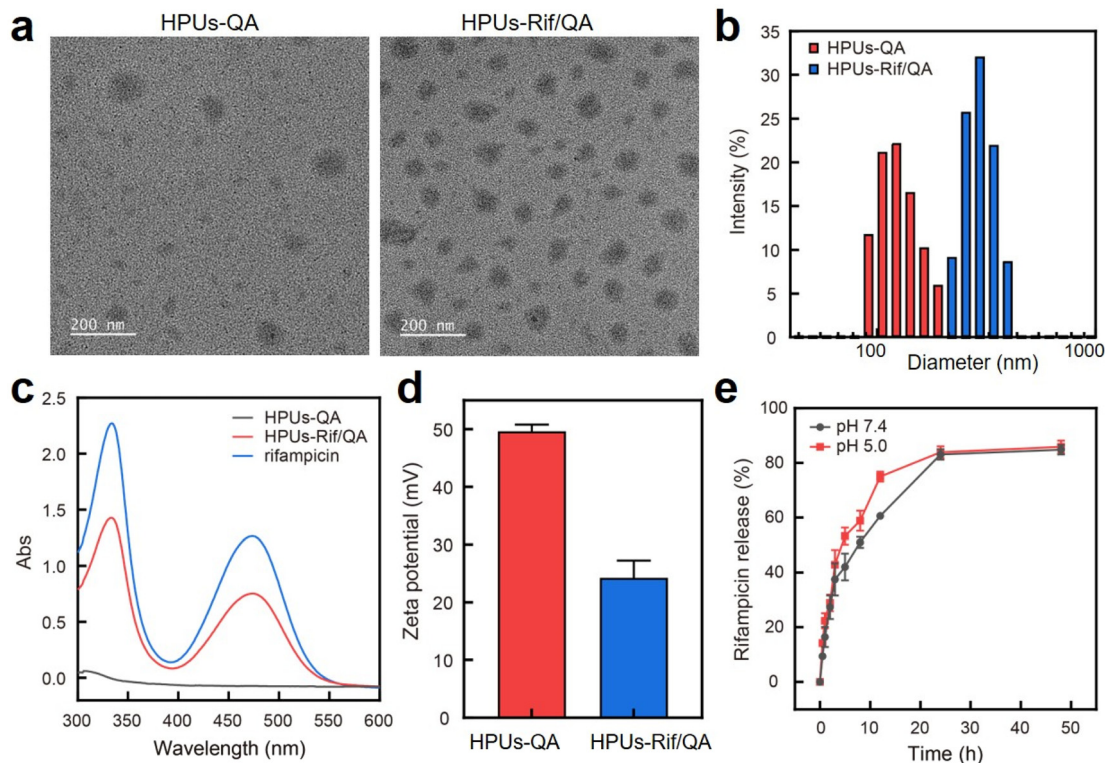 a
HPUs-QA
HPUs-Rif/QA
200 nm
200 nm
b
HPUs-QA
HPUs-Rif/QA
35
30
25
20
15
10
5
0
Intensity (%)
100
1000
Diameter (nm)
c
HPUs-QA
HPUs-Rif/QA
rifampicin
2.5
2.0
1.5
1.0
0.5
0.0
Abs
300 350 400 450 500 550 600
Wavelength (nm)
d
50
40
30
20
10
0
Zeta potential (mV)
HPUs-QA
HPUs-Rif/QA
e
pH 7.4
pH 5.0
100
80
60
40
20
0
Rifampicin release (%)
0 10 20 30 40 50
Time (h)